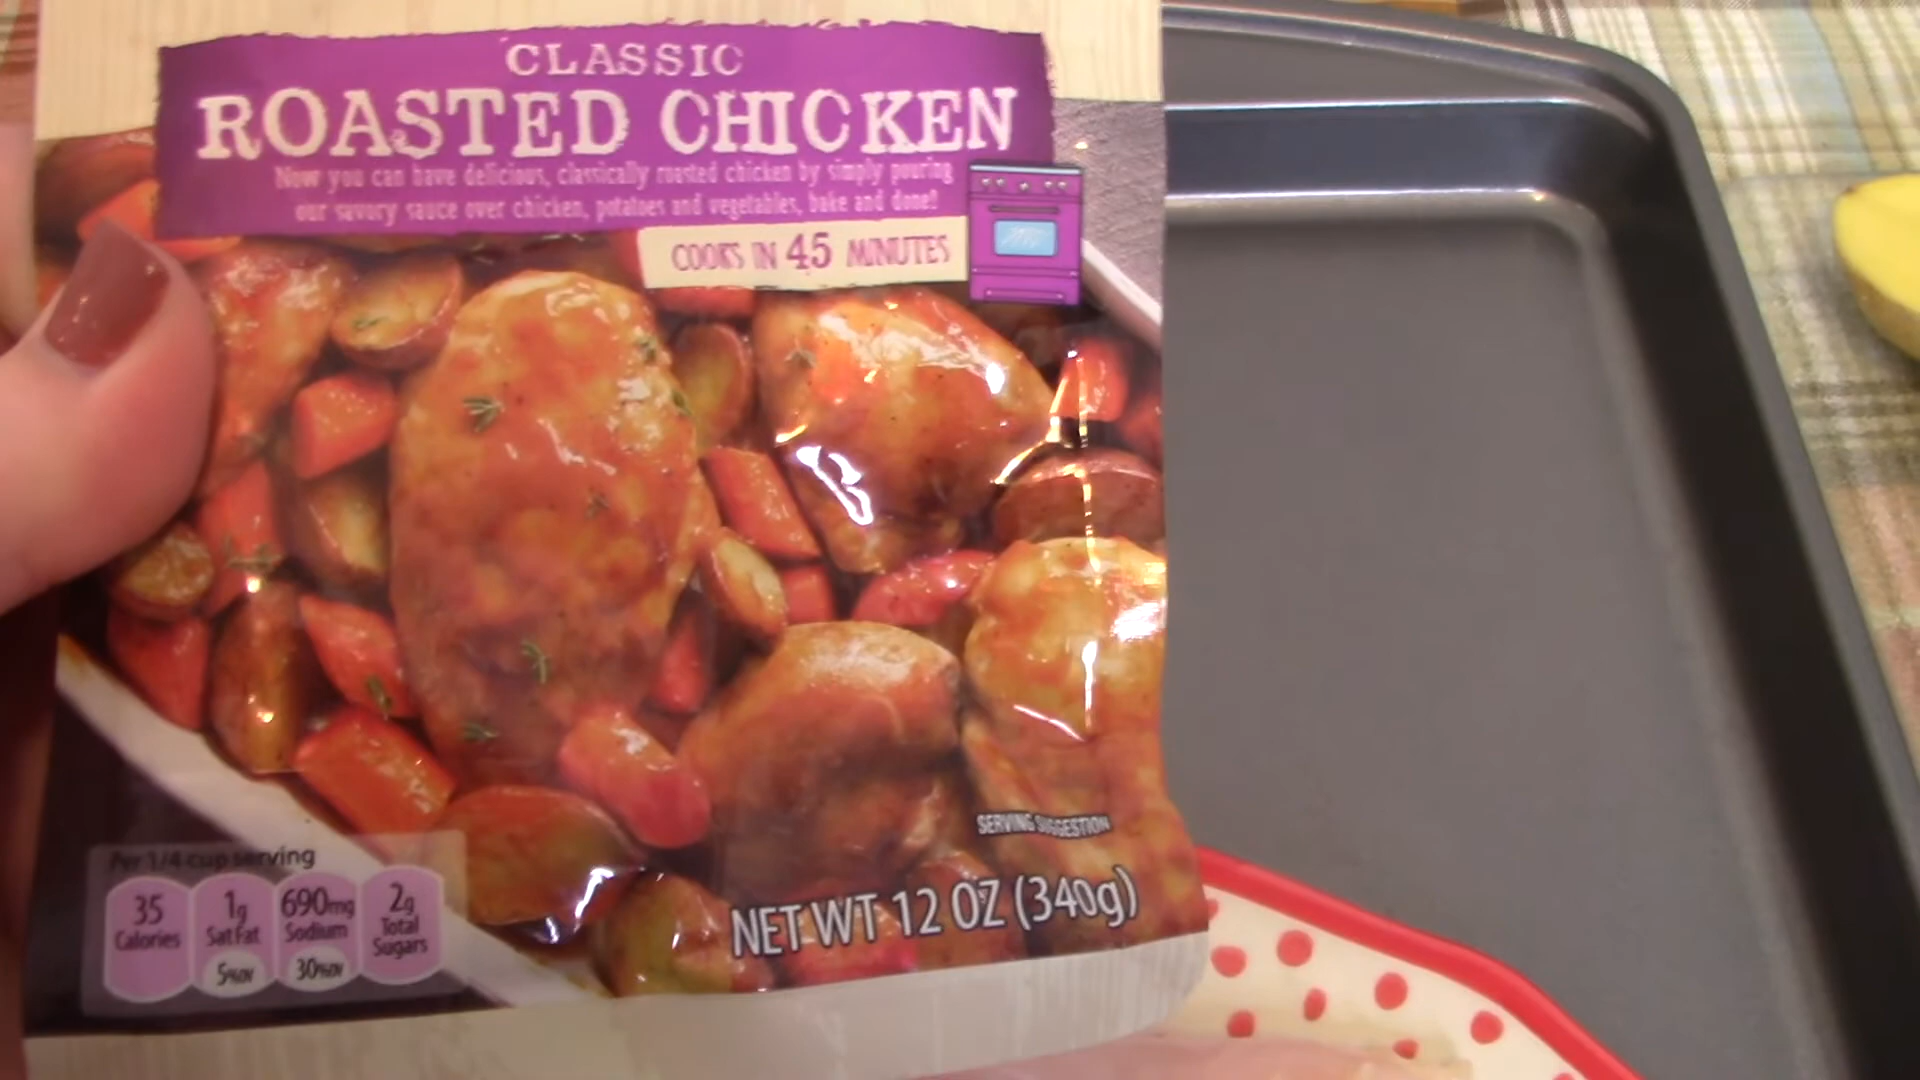 CLASSIC
ROASTED CHICKEN
Now you can have delicious, classically roasted chicken by simply pouring
our savory sauce over chicken, potatoes and vegetables, bake and done!
COOKS IN 45 MINUTES
SERVING SUGGESTION
NET WT 12 OZ (340g)
Per 1/4 cup serving
35 Calories
1g Sat Fat 5% DV
690mg Sodium 30% DV
2g Total Sugars